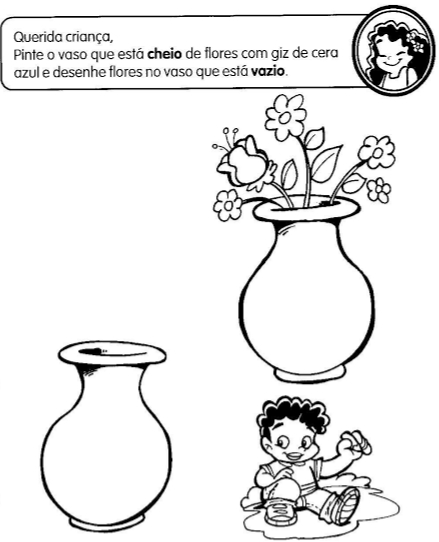 Querida criança,
Pinte o vaso que está cheio de flores com giz de cera
azul e desenhe flores no vaso que está vazio.